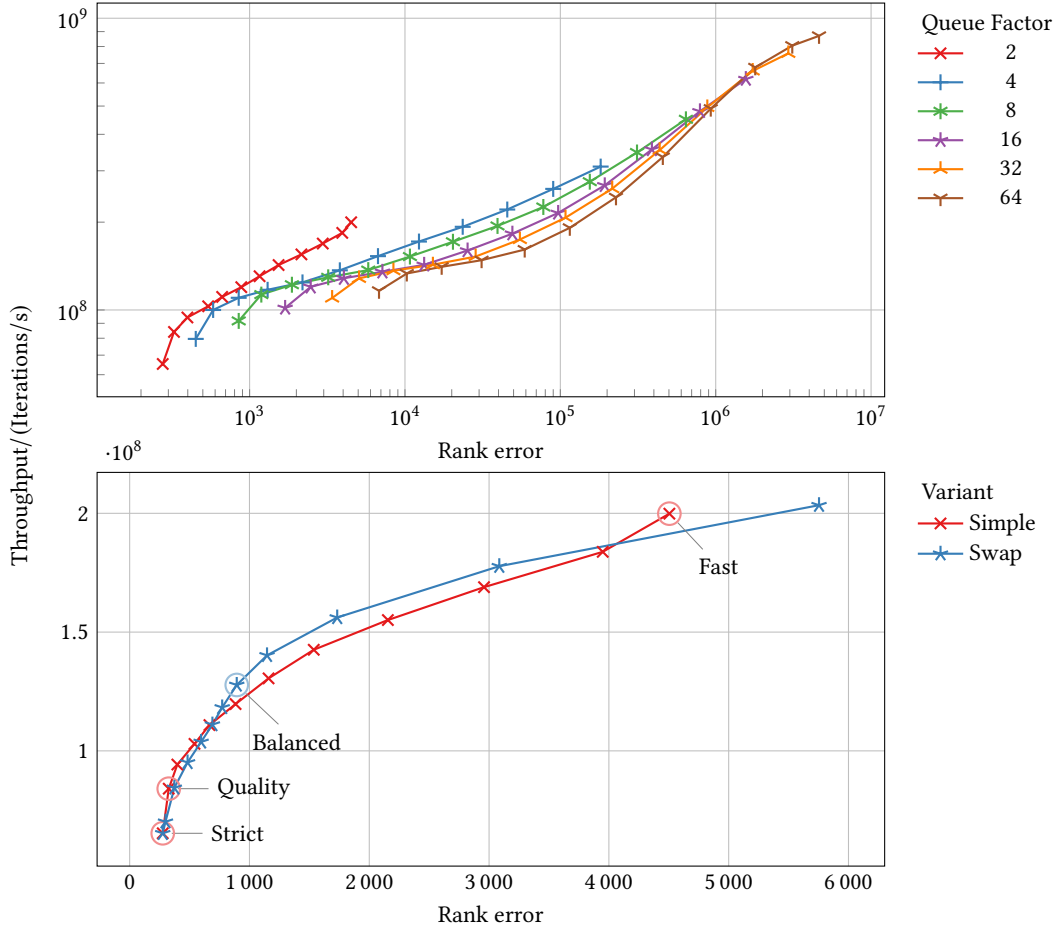 10^9
10^8
10^3
10^4
10^5
10^6
10^7
Rank error
Queue Factor
2
4
8
16
32
64
Throughput/(Iterations/s)
·10^8
2
1.5
1
Fast
Balanced
Quality
Strict
0
1 000
2 000
3 000
4 000
5 000
6 000
Rank error
Variant
Simple
Swap